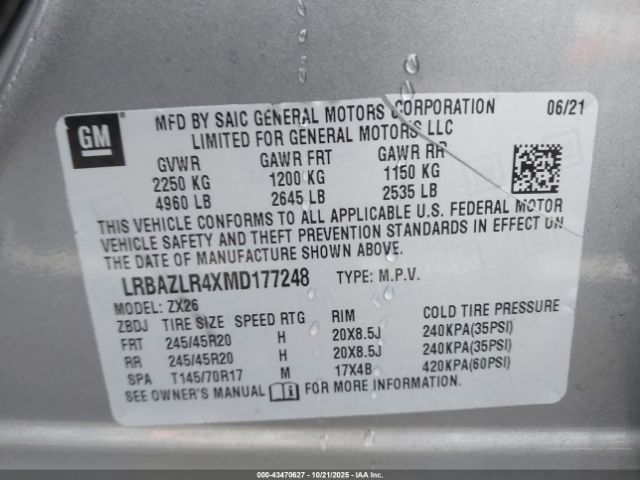 GM
MFD BY SAIC GENERAL MOTORS CORPORATION 06/21
LIMITED FOR GENERAL MOTORS LLC
GVWR GAWR FRT GAWR RR
2250 KG 1200 KG 1150 KG
4960 LB 2645 LB 2535 LB
THIS VEHICLE CONFORMS TO ALL APPLICABLE U.S. FEDERAL MOTOR
VEHICLE SAFETY AND THEFT PREVENTION STANDARDS IN EFFECT ON
THE DATE OF MANUFACTURE SHOWN ABOVE.
LRBAZLR4XMD177248 TYPE: M.P.V.
MODEL: ZX26
ZBDJ TIRE SIZE SPEED RTG RIM COLD TIRE PRESSURE
FRT 245/45R20 H 20X8.5J 240KPA(35PSI)
RR 245/45R20 H 20X8.5J 240KPA(35PSI)
SPA T145/70R17 M 17X4B 420KPA(60PSI)
SEE OWNER'S MANUAL FOR MORE INFORMATION.
000-43470627 - 10/21/2025 - IAAI.COM